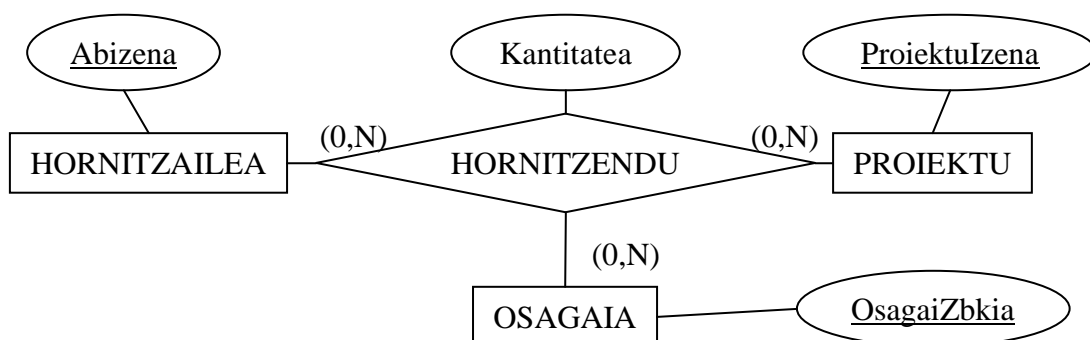 Abizena
Kantitatea
ProiektuIzena
(0,N)
(0,N)
HORNITZAILEA
HORNITZENDU
PROIEKTU
(0,N)
OSAGAIA
OsagaiZbkia